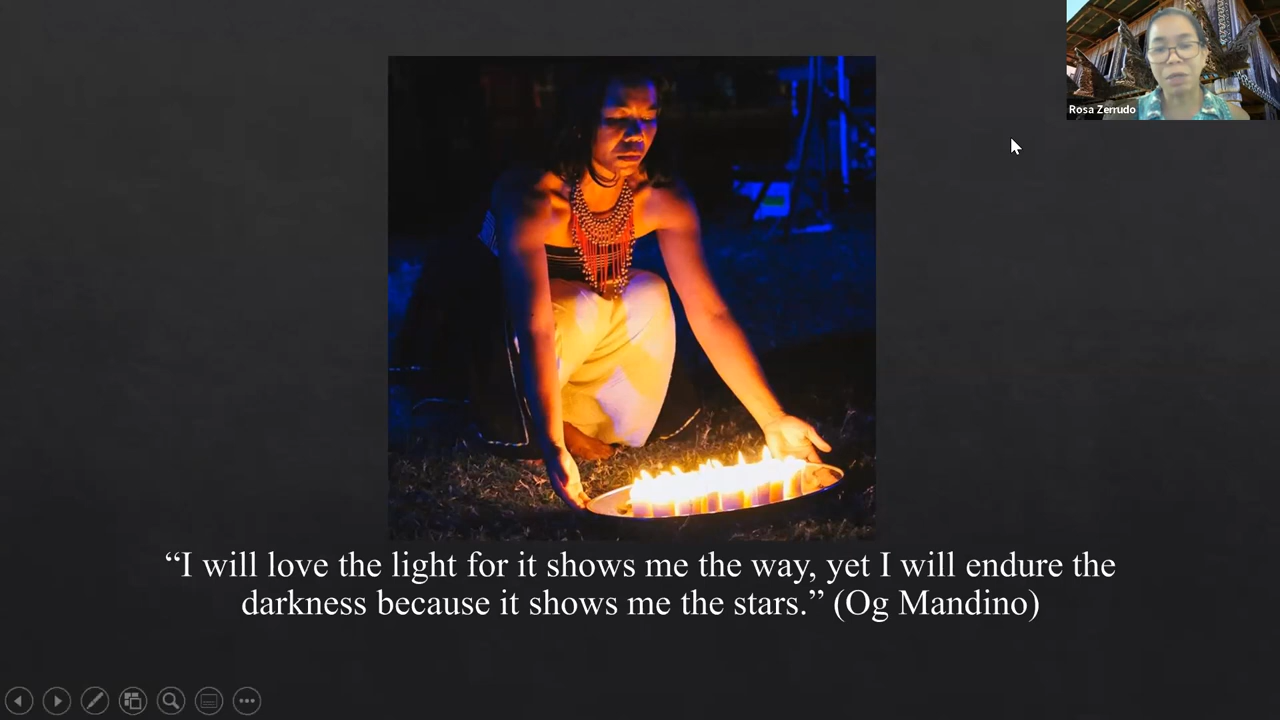 Rosa Zerrudo
“I will love the light for it shows me the way, yet I will endure the
darkness because it shows me the stars.” (Og Mandino)